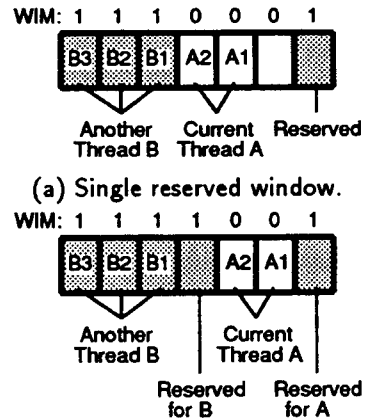 WIM: 1 1 1 0 0 0 1
B3 B2 B1 A2 A1
Another Thread B
Current Thread A
Reserved
(a) Single reserved window.
WIM: 1 1 1 1 0 0 1
B3 B2 B1 A2 A1
Another Thread B
Current Thread A
Reserved for B
Reserved for A